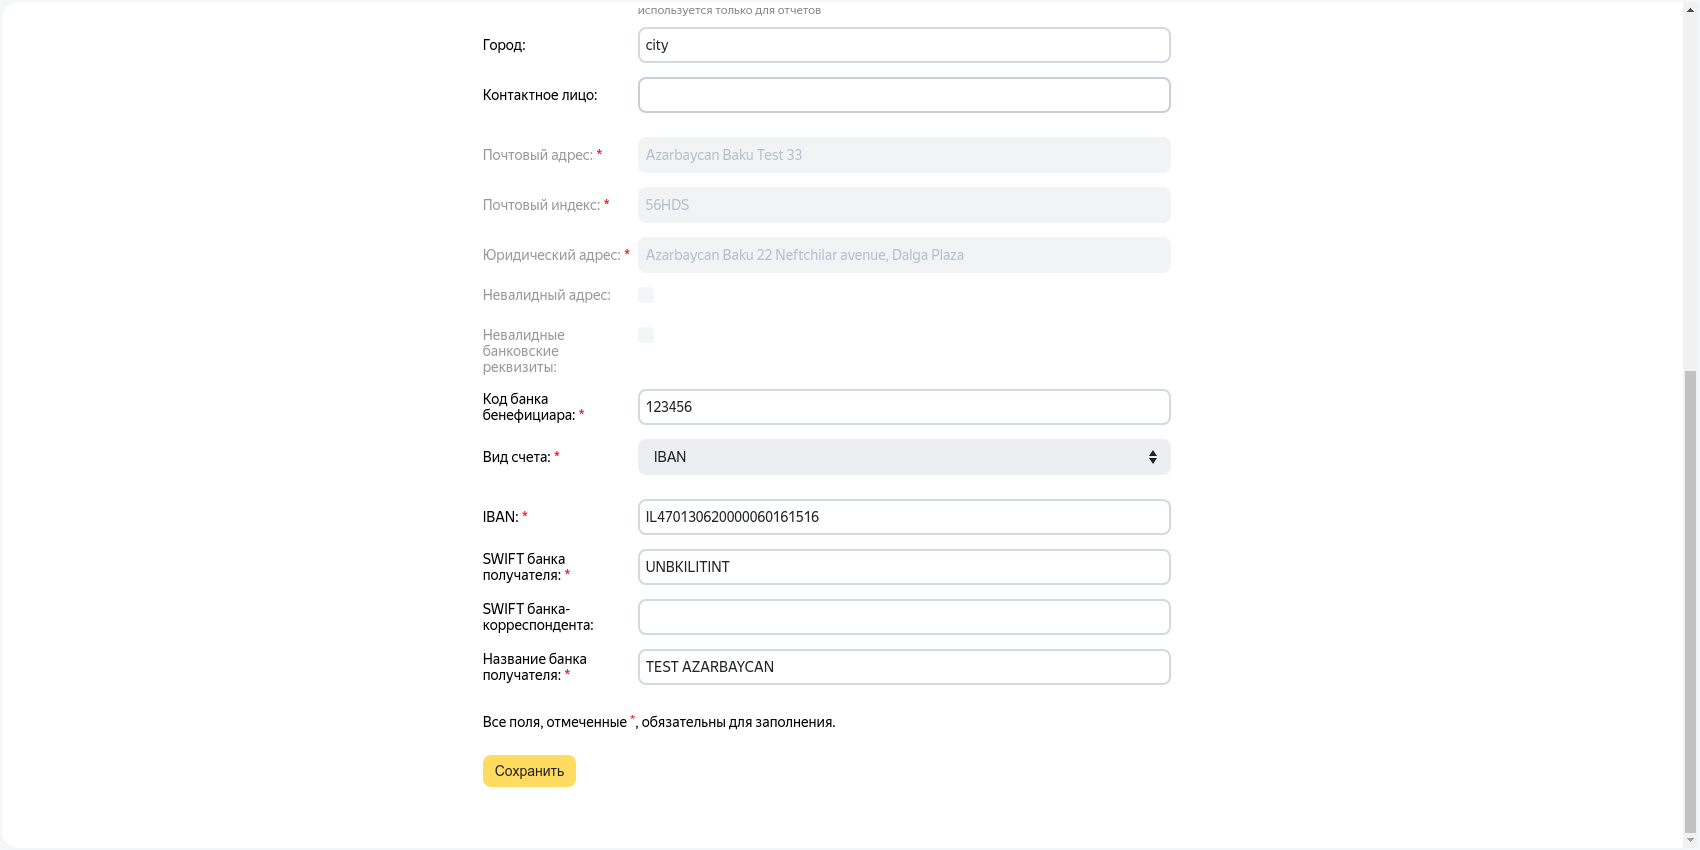 используется только для отчетов
Город: city
Контактное лицо:
Почтовый адрес: * Azarbaycan Baku Test 33
Почтовый индекс: * 56HDS
Юридический адрес: * Azarbaycan Baku 22 Neftchilar avenue, Dalga Plaza
Невалидный адрес:
Невалидные
банковские
реквизиты:
Код банка
бенефициара: * 123456
Вид счета: * IBAN
IBAN: * IL470130620000060161516
SWIFT банка
получателя: * UNBKILITINT
SWIFT банка-
корреспондента:
Название банка
получателя: * TEST AZARBAYCAN
Все поля, отмеченные *, обязательны для заполнения.
Сохранить